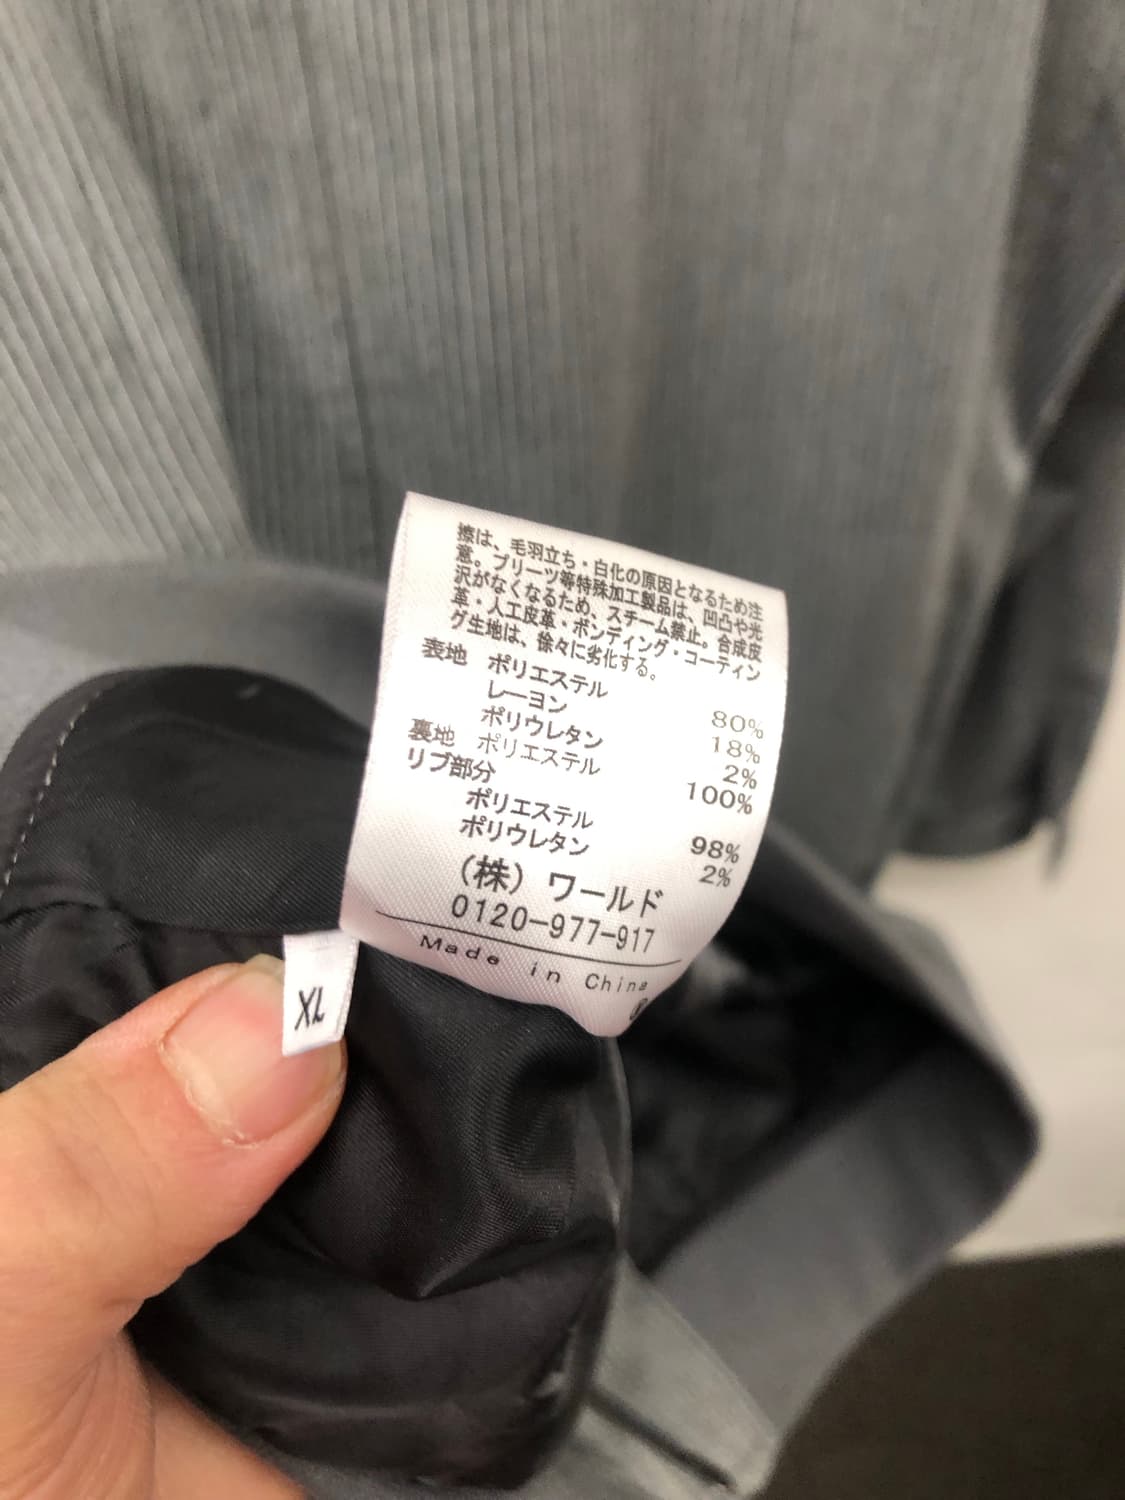 擦は、毛羽立ち・白化の原因となるため注
意。プリーツ等特殊加工製品は、凹凸や光
沢がなくなるため、スチーム禁止。合成皮
革・人工皮革・ボンディング・コーティン
グ生地は、徐々に劣化する。
表地 ポリエステル 80%
レーヨン 18%
ポリウレタン 2%
裏地 ポリエステル 100%
リブ部分
ポリエステル 98%
ポリウレタン 2%
(株) ワールド
0120-977-917
Made in China
XL